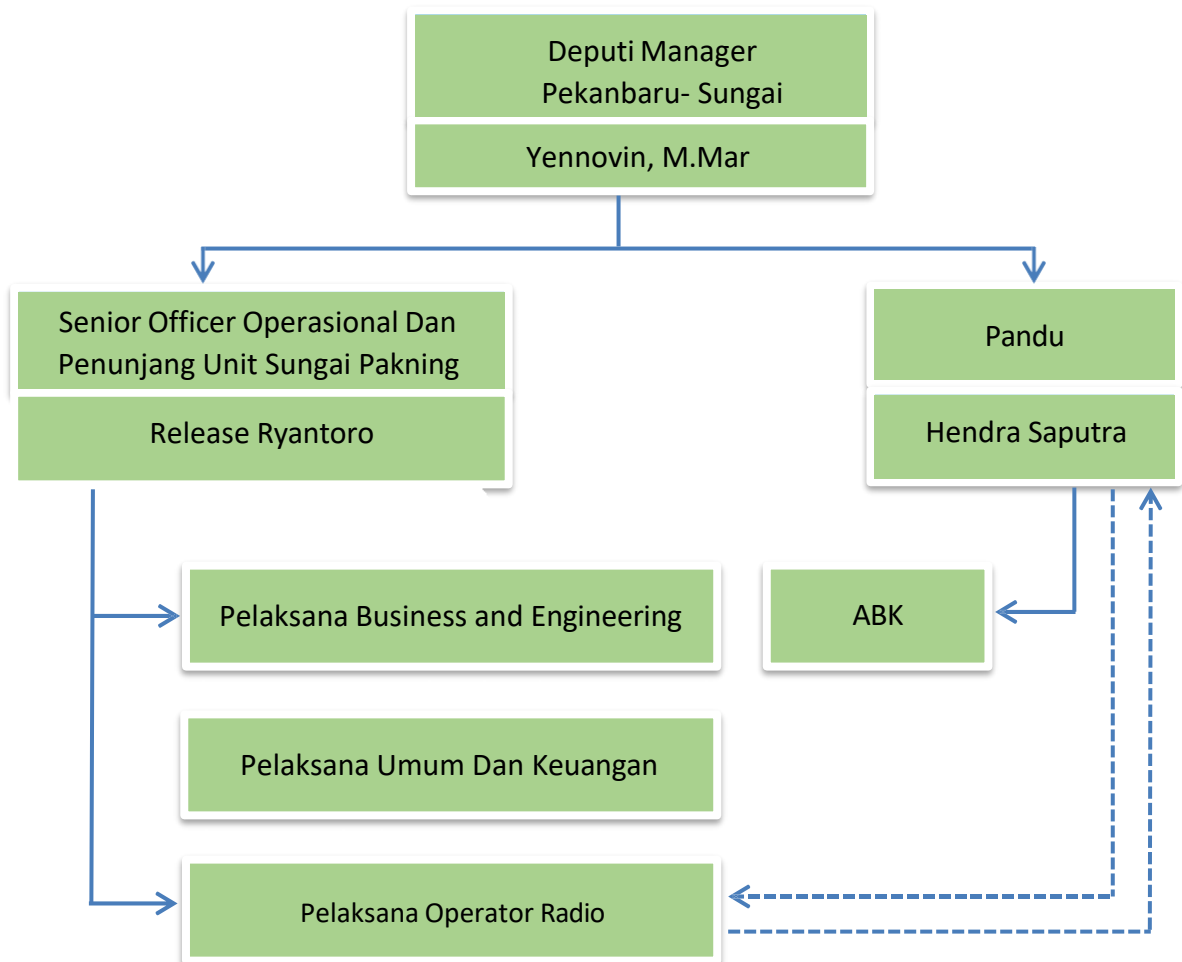 Deputi Manager
Pekanbaru- Sungai
Yennovin, M.Mar
Senior Officer Operasional Dan
Penunjang Unit Sungai Pakning
Release Ryantoro
Pandu
Hendra Saputra
Pelaksana Business and Engineering
ABK
Pelaksana Umum Dan Keuangan
Pelaksana Operator Radio